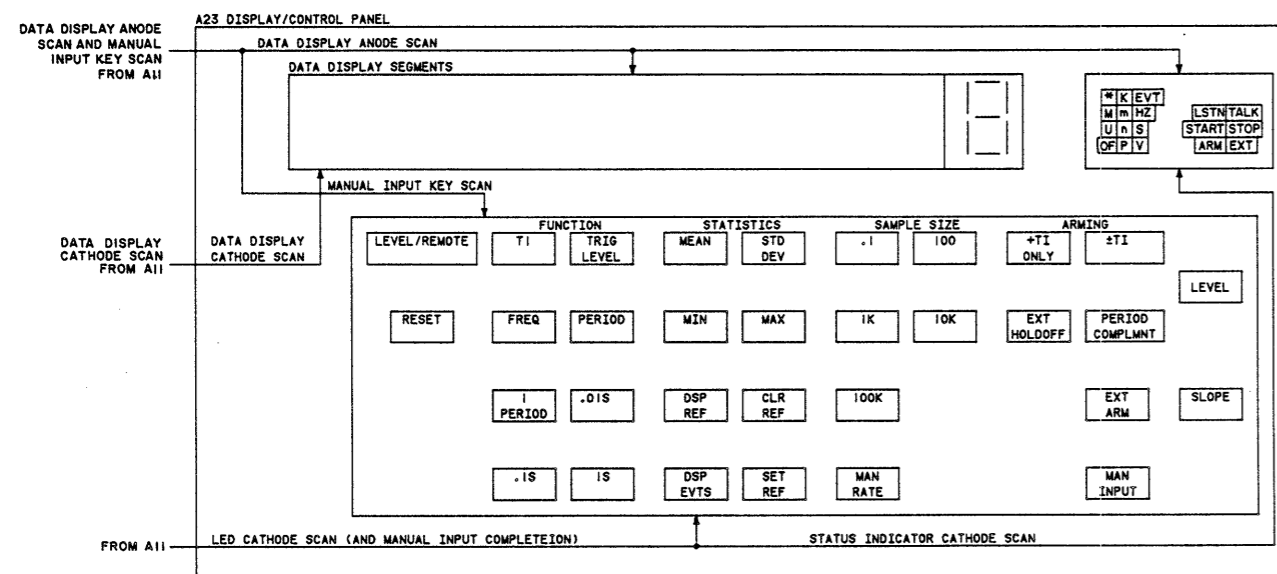 A23 DISPLAY/CONTROL PANEL
DATA DISPLAY ANODE
SCAN AND MANUAL
INPUT KEY SCAN
FROM A11
DATA DISPLAY ANODE SCAN
DATA DISPLAY SEGMENTS
* K EVT
M m HZ
U n S
OF P V
LSTN TALK
START STOP
ARM EXT
MANUAL INPUT KEY SCAN
DATA DISPLAY
CATHODE SCAN
FROM A11
DATA DISPLAY
CATHODE SCAN
FUNCTION STATISTICS SAMPLE SIZE ARMING
LEVEL/REMOTE
TI
TRIG
LEVEL
MEAN
STD
DEV
.1
100
+TI
ONLY
±TI
LEVEL
RESET
FREQ
PERIOD
MIN
MAX
1K
10K
EXT
HOLDOFF
PERIOD
COMPLMNT
1
PERIOD
.01S
DSP
REF
CLR
REF
100K
EXT
ARM
SLOPE
.1S
1S
DSP
EVTS
SET
REF
MAN
RATE
MAN
INPUT
FROM A11
LED CATHODE SCAN (AND MANUAL INPUT COMPLETEION)
STATUS INDICATOR CATHODE SCAN